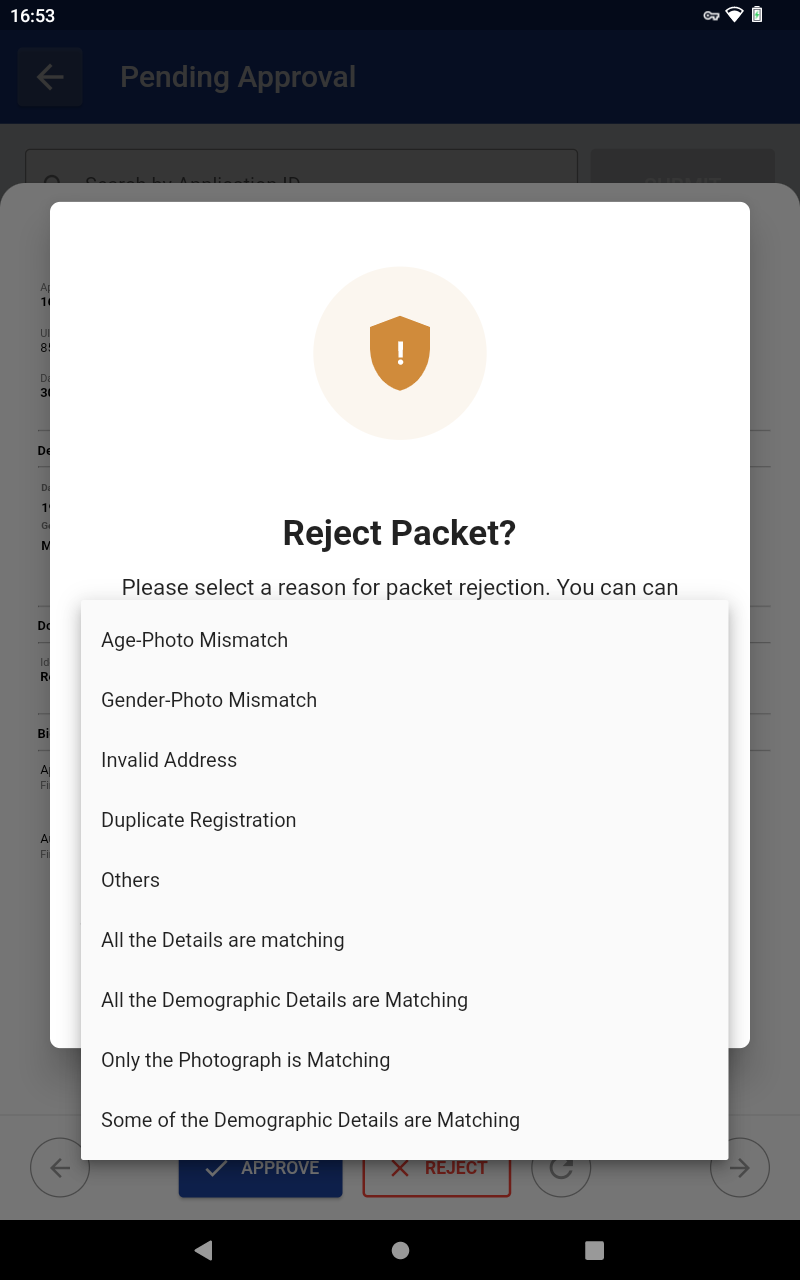 16:53
Pending Approval
Search by Application ID
SUBMIT
Reject Packet?
Please select a reason for packet rejection. You can can
Age-Photo Mismatch
Gender-Photo Mismatch
Invalid Address
Duplicate Registration
Others
All the Details are matching
All the Demographic Details are Matching
Only the Photograph is Matching
Some of the Demographic Details are Matching
APPROVE
REJECT